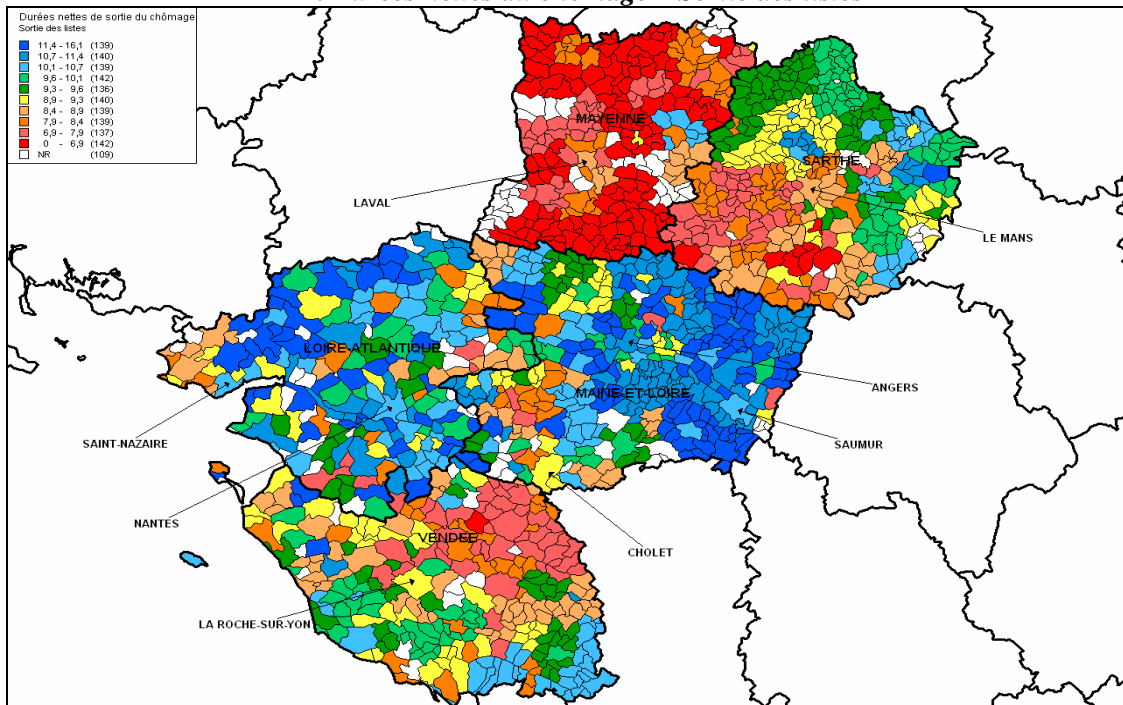 Durées nettes de sortie du chômage
Sortie des listes
11,4 - 16,1 (139)
10,7 - 11,4 (140)
10,1 - 10,7 (139)
9,6 - 10,1 (142)
9,3 - 9,6 (136)
8,9 - 9,3 (140)
8,4 - 8,9 (139)
7,9 - 8,4 (139)
6,9 - 7,9 (137)
0 - 6,9 (142)
NR (109)
MAYENNE
SARTHE
LAVAL
LE MANS
LOIRE-ATLANTIQUE
ANGERS
MAINE-ET-LOIRE
SAINT-NAZAIRE
SAUMUR
NANTES
VENDEE
CHOLET
LA ROCHE-SUR-YON